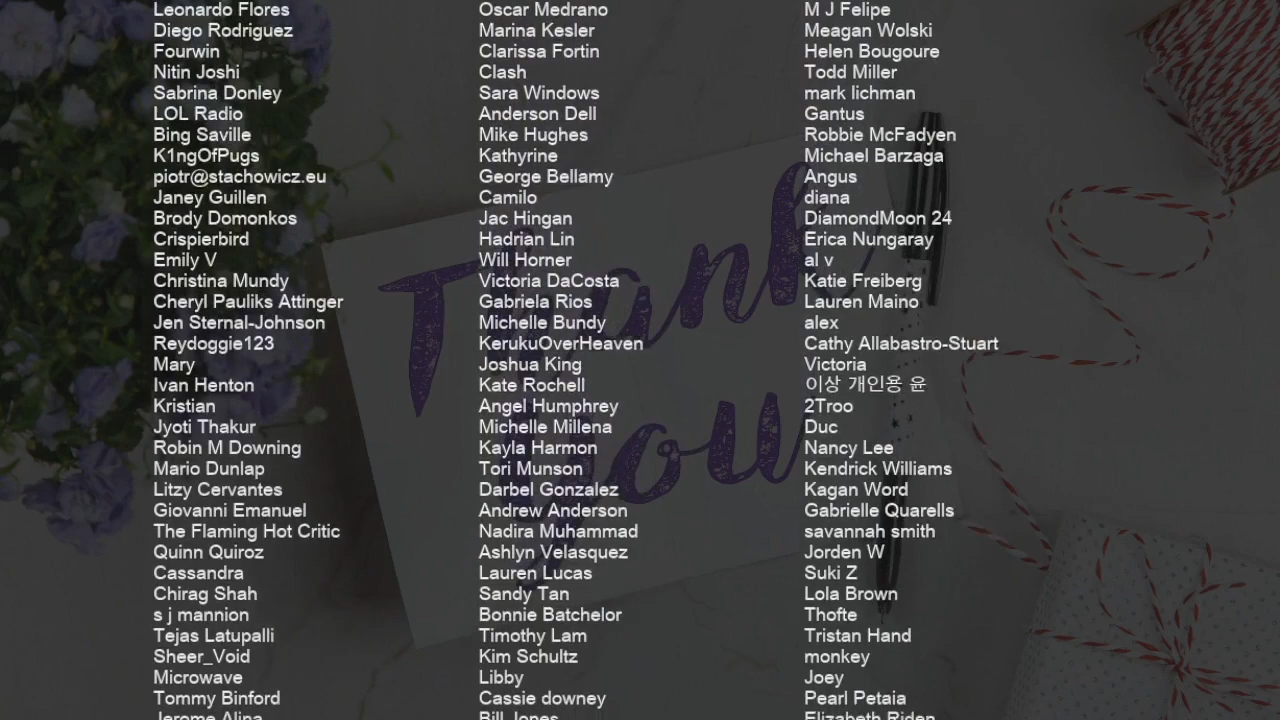 Leonardo Flores
Diego Rodriguez
Fourwin
Nitin Joshi
Sabrina Donley
LOL Radio
Bing Saville
K1ngOfPugs
piotr@stachowicz.eu
Janey Guillen
Brody Domonkos
Crispierbird
Emily V
Christina Mundy
Cheryl Pauliks Attinger
Jen Sternal-Johnson
Reydoggie123
Mary
Ivan Henton
Kristian
Jyoti Thakur
Robin M Downing
Mario Dunlap
Litzy Cervantes
Giovanni Emanuel
The Flaming Hot Critic
Quinn Quiroz
Cassandra
Chirag Shah
s j mannion
Tejas Latupalli
Sheer_Void
Microwave
Tommy Binford
Jerome Alina
Oscar Medrano
Marina Kesler
Clarissa Fortin
Clash
Sara Windows
Anderson Dell
Mike Hughes
Kathyrine
George Bellamy
Camilo
Jac Hingan
Hadrian Lin
Will Horner
Victoria DaCosta
Gabriela Rios
Michelle Bundy
KerukuOverHeaven
Joshua King
Kate Rochell
Angel Humphrey
Michelle Millena
Kayla Harmon
Tori Munson
Darbel Gonzalez
Andrew Anderson
Nadira Muhammad
Ashlyn Velasquez
Lauren Lucas
Sandy Tan
Bonnie Batchelor
Timothy Lam
Kim Schultz
Libby
Cassie downey
Bill Jones
M J Felipe
Meagan Wolski
Helen Bougoure
Todd Miller
mark lichman
Gantus
Robbie McFadyen
Michael Barzaga
Angus
diana
DiamondMoon 24
Erica Nungaray
al v
Katie Freiberg
Lauren Maino
alex
Cathy Allabastro-Stuart
Victoria
이상 개인용 윤
2Troo
Duc
Nancy Lee
Kendrick Williams
Kagan Word
Gabrielle Quarells
savannah smith
Jorden W
Suki Z
Lola Brown
Thofte
Tristan Hand
monkey
Joey
Pearl Petaia
Elizabeth Riden
Thank
you